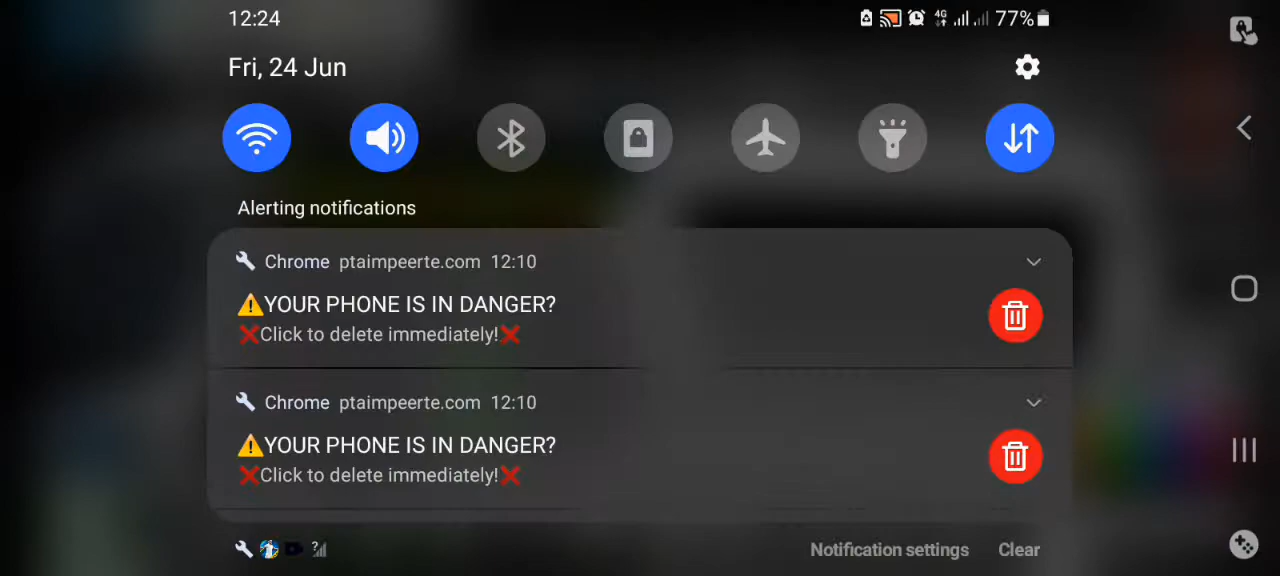 12:24
4G
77%
Fri, 24 Jun
Alerting notifications
Chrome ptaimpeerte.com 12:10
⚠️YOUR PHONE IS IN DANGER?
❌Click to delete immediately!❌
Chrome ptaimpeerte.com 12:10
⚠️YOUR PHONE IS IN DANGER?
❌Click to delete immediately!❌
Notification settings Clear